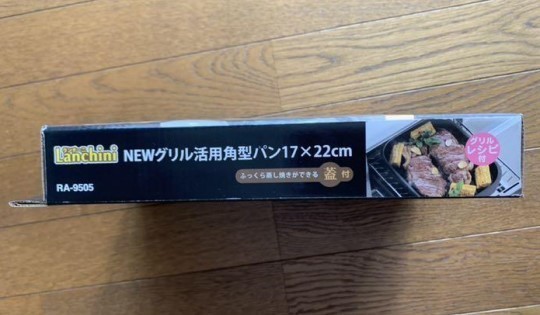 Lanchini
NEWグリル活用角型パン17×22cm
ふっくら蒸し焼きができる 蓋 付
RA-9505
グリル
レシピ
付